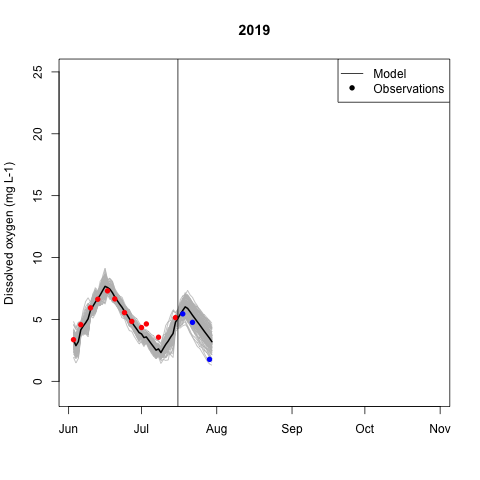 2019
Model
Observations
Dissolved oxygen (mg L-1)
25
20
15
10
5
0
Jun Jul Aug Sep Oct Nov